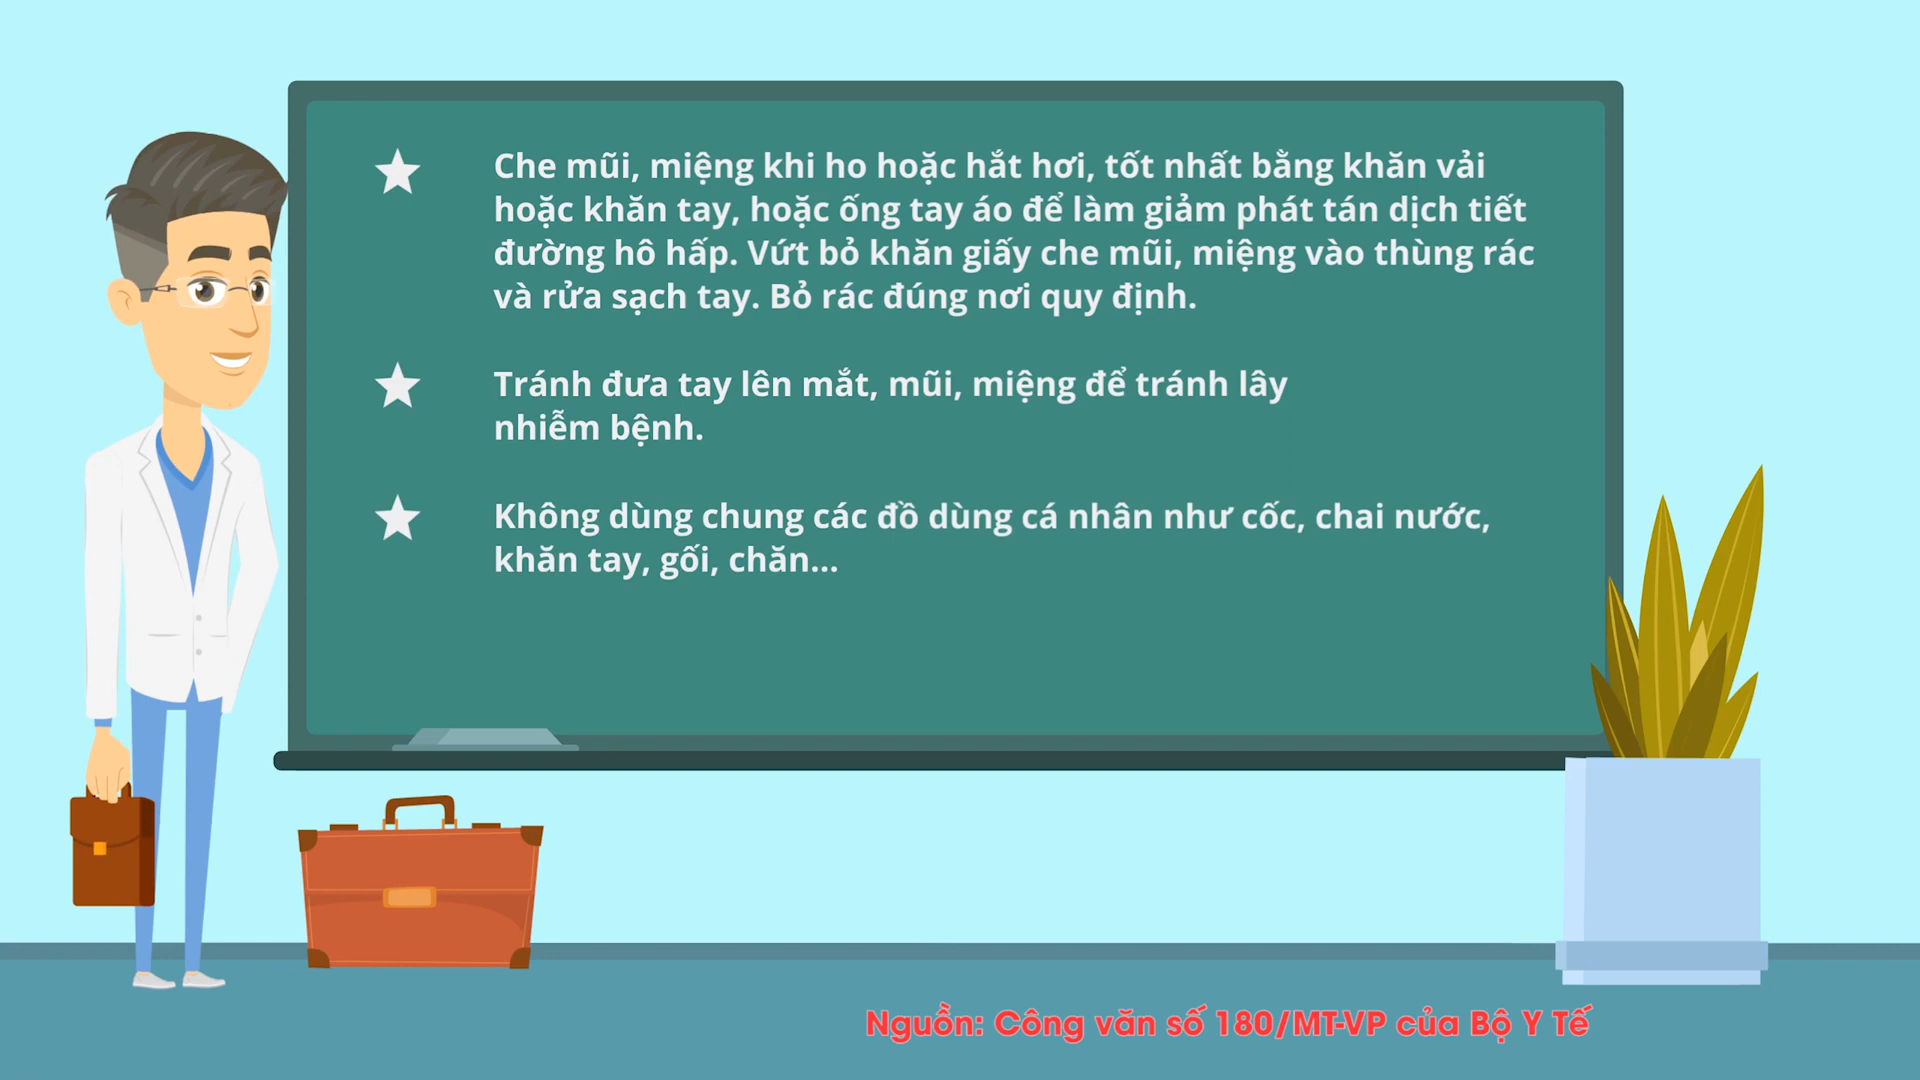 Che mũi, miệng khi ho hoặc hắt hơi, tốt nhất bằng khăn vải
hoặc khăn tay, hoặc ống tay áo để làm giảm phát tán dịch tiết
đường hô hấp. Vứt bỏ khăn giấy che mũi, miệng vào thùng rác
và rửa sạch tay. Bỏ rác đúng nơi quy định.
Tránh đưa tay lên mắt, mũi, miệng để tránh lây
nhiễm bệnh.
Không dùng chung các đồ dùng cá nhân như cốc, chai nước,
khăn tay, gối, chăn...
Nguồn: Công văn số 180/MT-VP của Bộ Y Tế